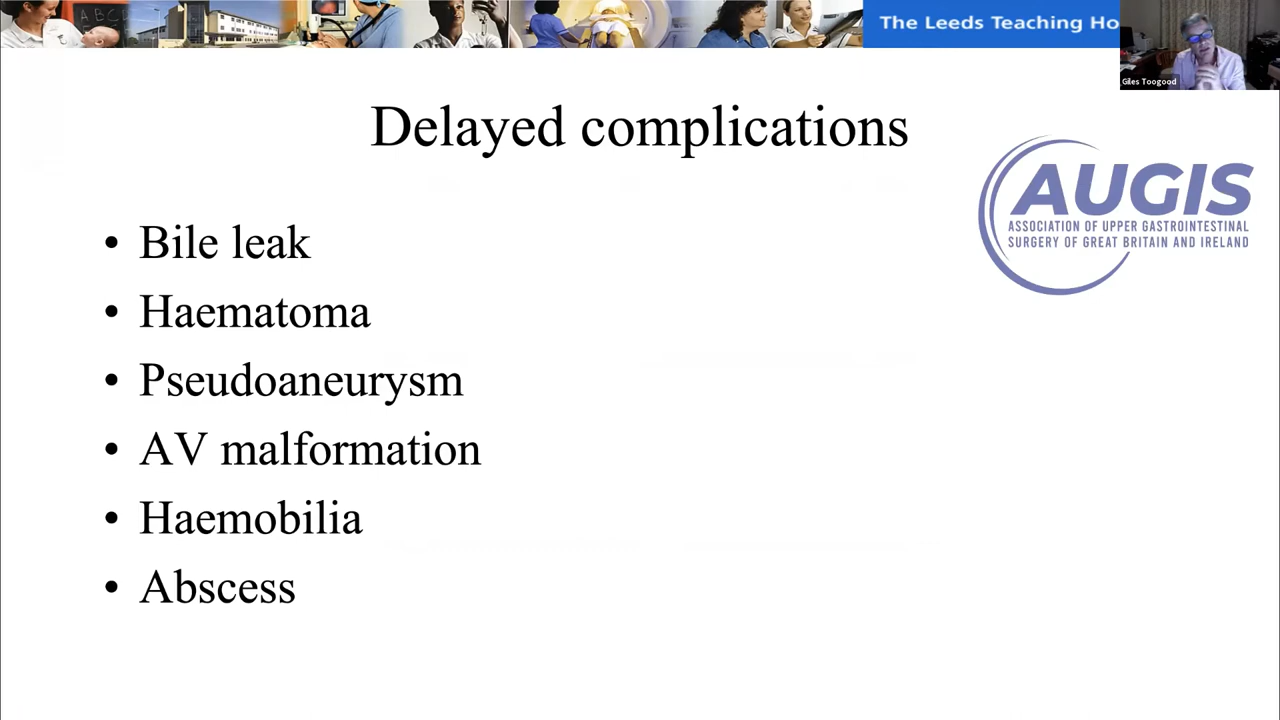 ABC
The Leeds Teaching Ho
Giles Toogood
Delayed complications
AUGIS
ASSOCIATION OF UPPER GASTROINTESTINAL
SURGERY OF GREAT BRITAIN AND IRELAND
• Bile leak
• Haematoma
• Pseudoaneurysm
• AV malformation
• Haemobilia
• Abscess